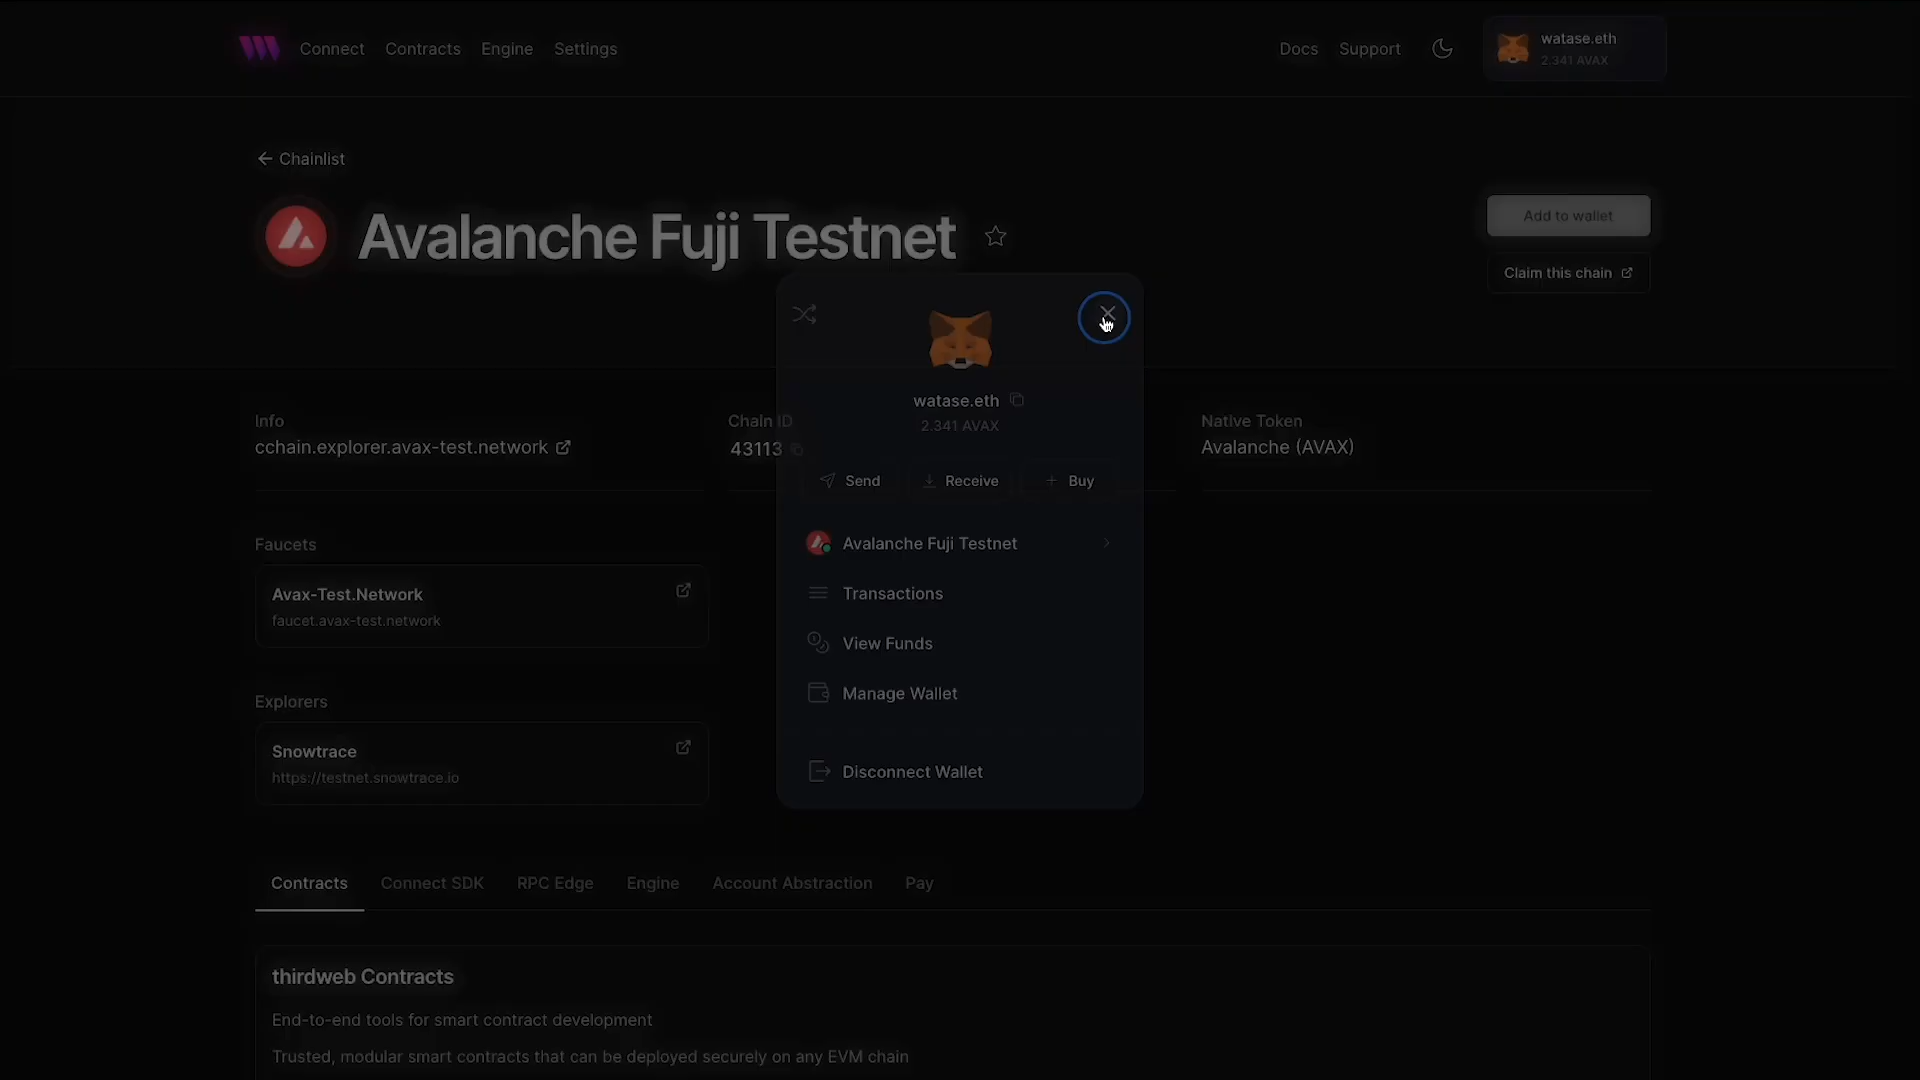 Connect Contracts Engine Settings Docs Support watase.eth
2.341 AVAX
Chainlist
Avalanche Fuji Testnet
Add to wallet
Claim this chain
watase.eth
2.341 AVAX
Info
cchain.explorer.avax-test.network
Chain ID
43113
Native Token
Avalanche (AVAX)
Send Receive Buy
Avalanche Fuji Testnet
Transactions
View Funds
Manage Wallet
Disconnect Wallet
Faucets
Avax-Test.Network
faucet.avax-test.network
Explorers
Snowtrace
https://testnet.snowtrace.io
Contracts Connect SDK RPC Edge Engine Account Abstraction Pay
thirdweb Contracts
End-to-end tools for smart contract development
Trusted, modular smart contracts that can be deployed securely on any EVM chain